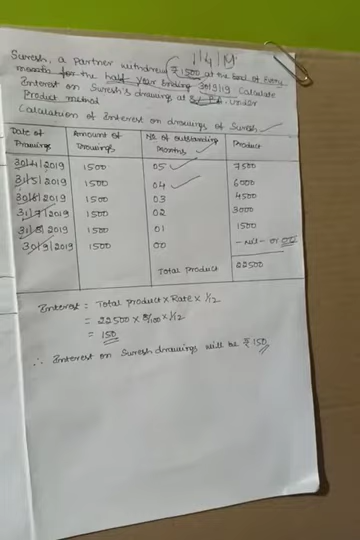 1/4/19
Suresh, a partner withdrew ₹1500 at the end of every
month for the half-year ending 30/9/19 Calculate
Interest on Suresh's drawings at under
Product method
Calculation of Interest on drawings of Suresh
Date of Drawings Amount of Drawings No. of outstanding Months Product
30/4/2019 1500 05 7500
31/5/2019 1500 04 6000
30/6/2019 1500 03 4500
31/7/2019 1500 02 3000
31/8/2019 1500 01 1500
30/9/2019 1500 00 -nil- or
Total product 22500
Interest = Total product x Rate x 1/12
= 22500 x 8/100 x 1/12
= 150
∴ Interest on Suresh drawings will be ₹150